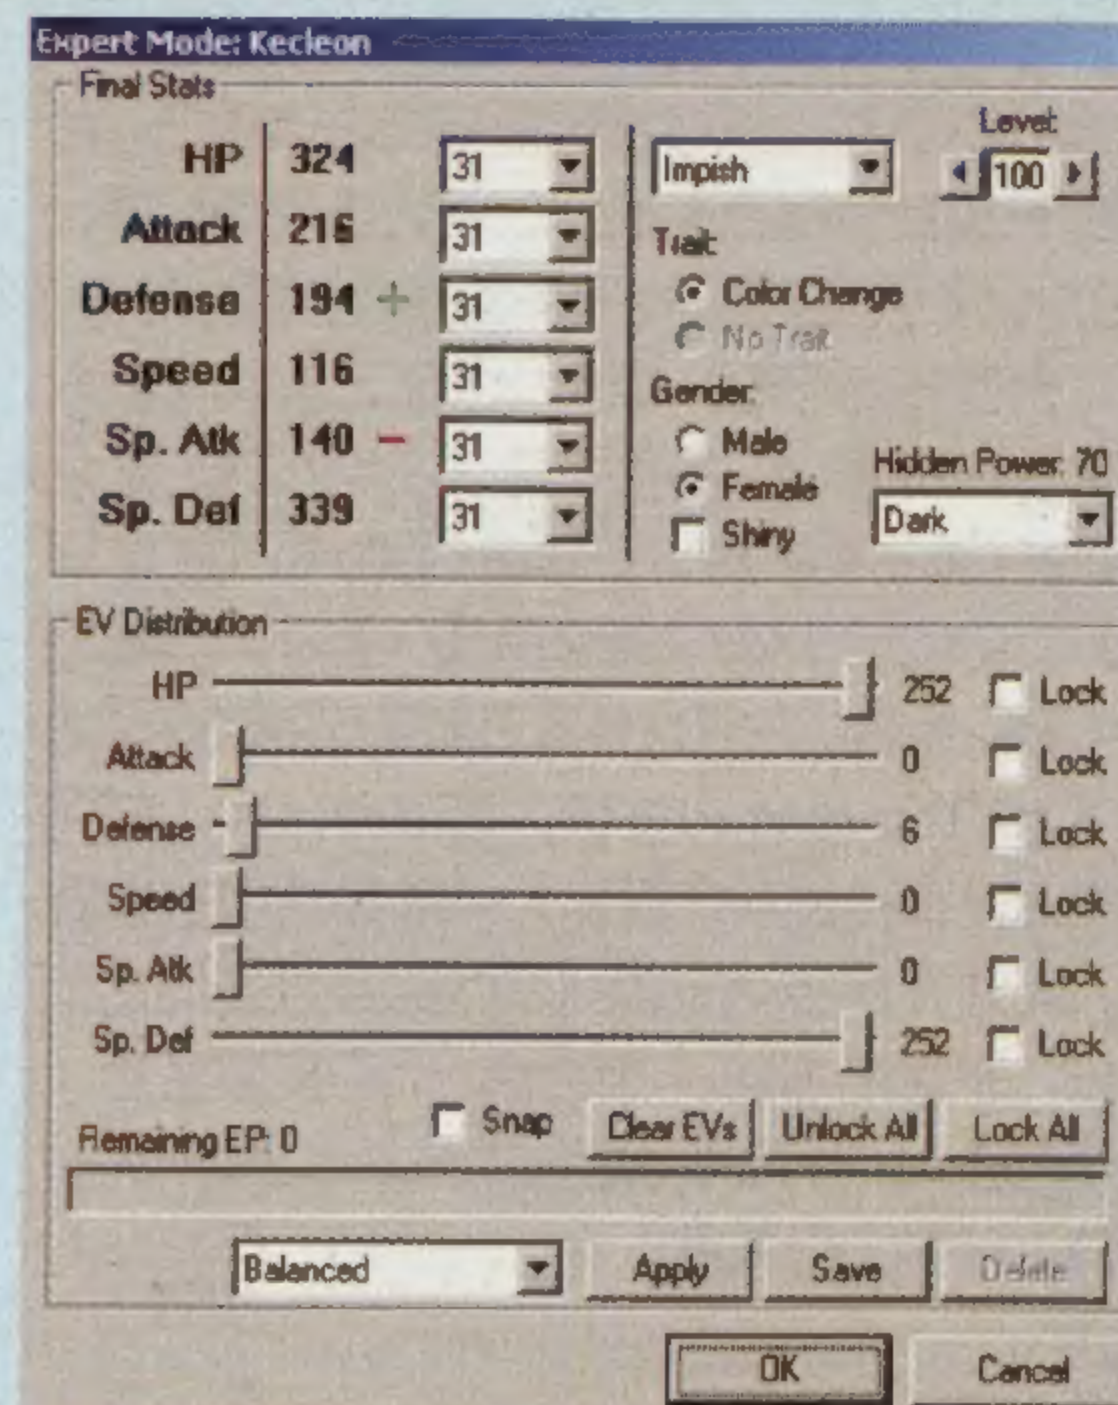 Expert Mode: Kecleon
Final Stats
HP 324 31
Attack 216 31
Defense 194 + 31
Speed 116 31
Sp. Atk 140 − 31
Sp. Def 339 31
Impish
Level:
100
Trait:
Color Change
No Trait
Gender:
Male
Female
Shiny
Hidden Power: 70
Dark
EV Distribution
HP 252 Lock
Attack 0 Lock
Defense 6 Lock
Speed 0 Lock
Sp. Atk 0 Lock
Sp. Def 252 Lock
Remaining EP: 0 Snap Clear EVs Unlock All Lock All
Balanced Apply Save Delete
OK Cancel